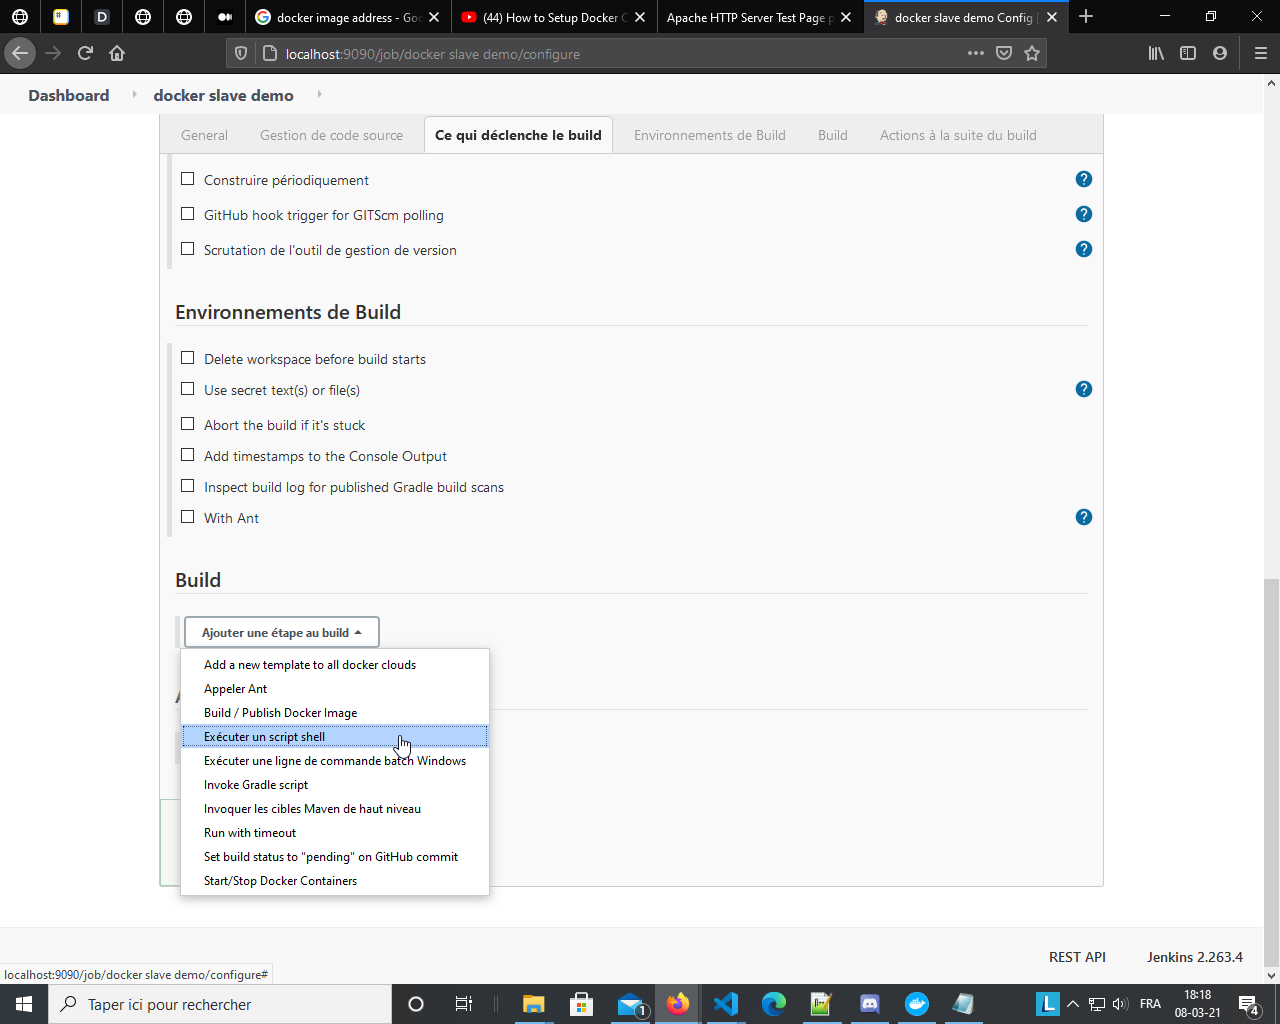 docker image address - Goo
(44) How to Setup Docker C
Apache HTTP Server Test Page p
docker slave demo Config [
localhost:9090/job/docker slave demo/configure
Dashboard
docker slave demo
General
Gestion de code source
Ce qui déclenche le build
Environnements de Build
Build
Actions à la suite du build
Construire périodiquement
?
GitHub hook trigger for GITScm polling
?
Scrutation de l'outil de gestion de version
?
Environnements de Build
Delete workspace before build starts
Use secret text(s) or file(s)
?
Abort the build if it's stuck
Add timestamps to the Console Output
Inspect build log for published Gradle build scans
With Ant
?
Build
Ajouter une étape au build
Add a new template to all docker clouds
Appeler Ant
Build / Publish Docker Image
Exécuter un script shell
Exécuter une ligne de commande batch Windows
Invoke Gradle script
Invoquer les cibles Maven de haut niveau
Run with timeout
Set build status to "pending" on GitHub commit
Start/Stop Docker Containers
REST API
Jenkins 2.263.4
localhost:9090/job/docker slave demo/configure#
Taper ici pour rechercher
1
L
FRA
18:18
08-03-21
4